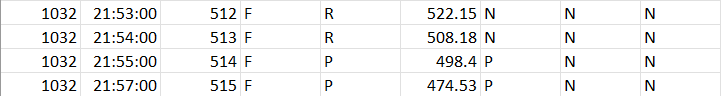 1032 21:53:00 512 F R 522.15 N N N
1032 21:54:00 513 F R 508.18 N N N
1032 21:55:00 514 F P 498.4 P N N
1032 21:57:00 515 F P 474.53 P N N